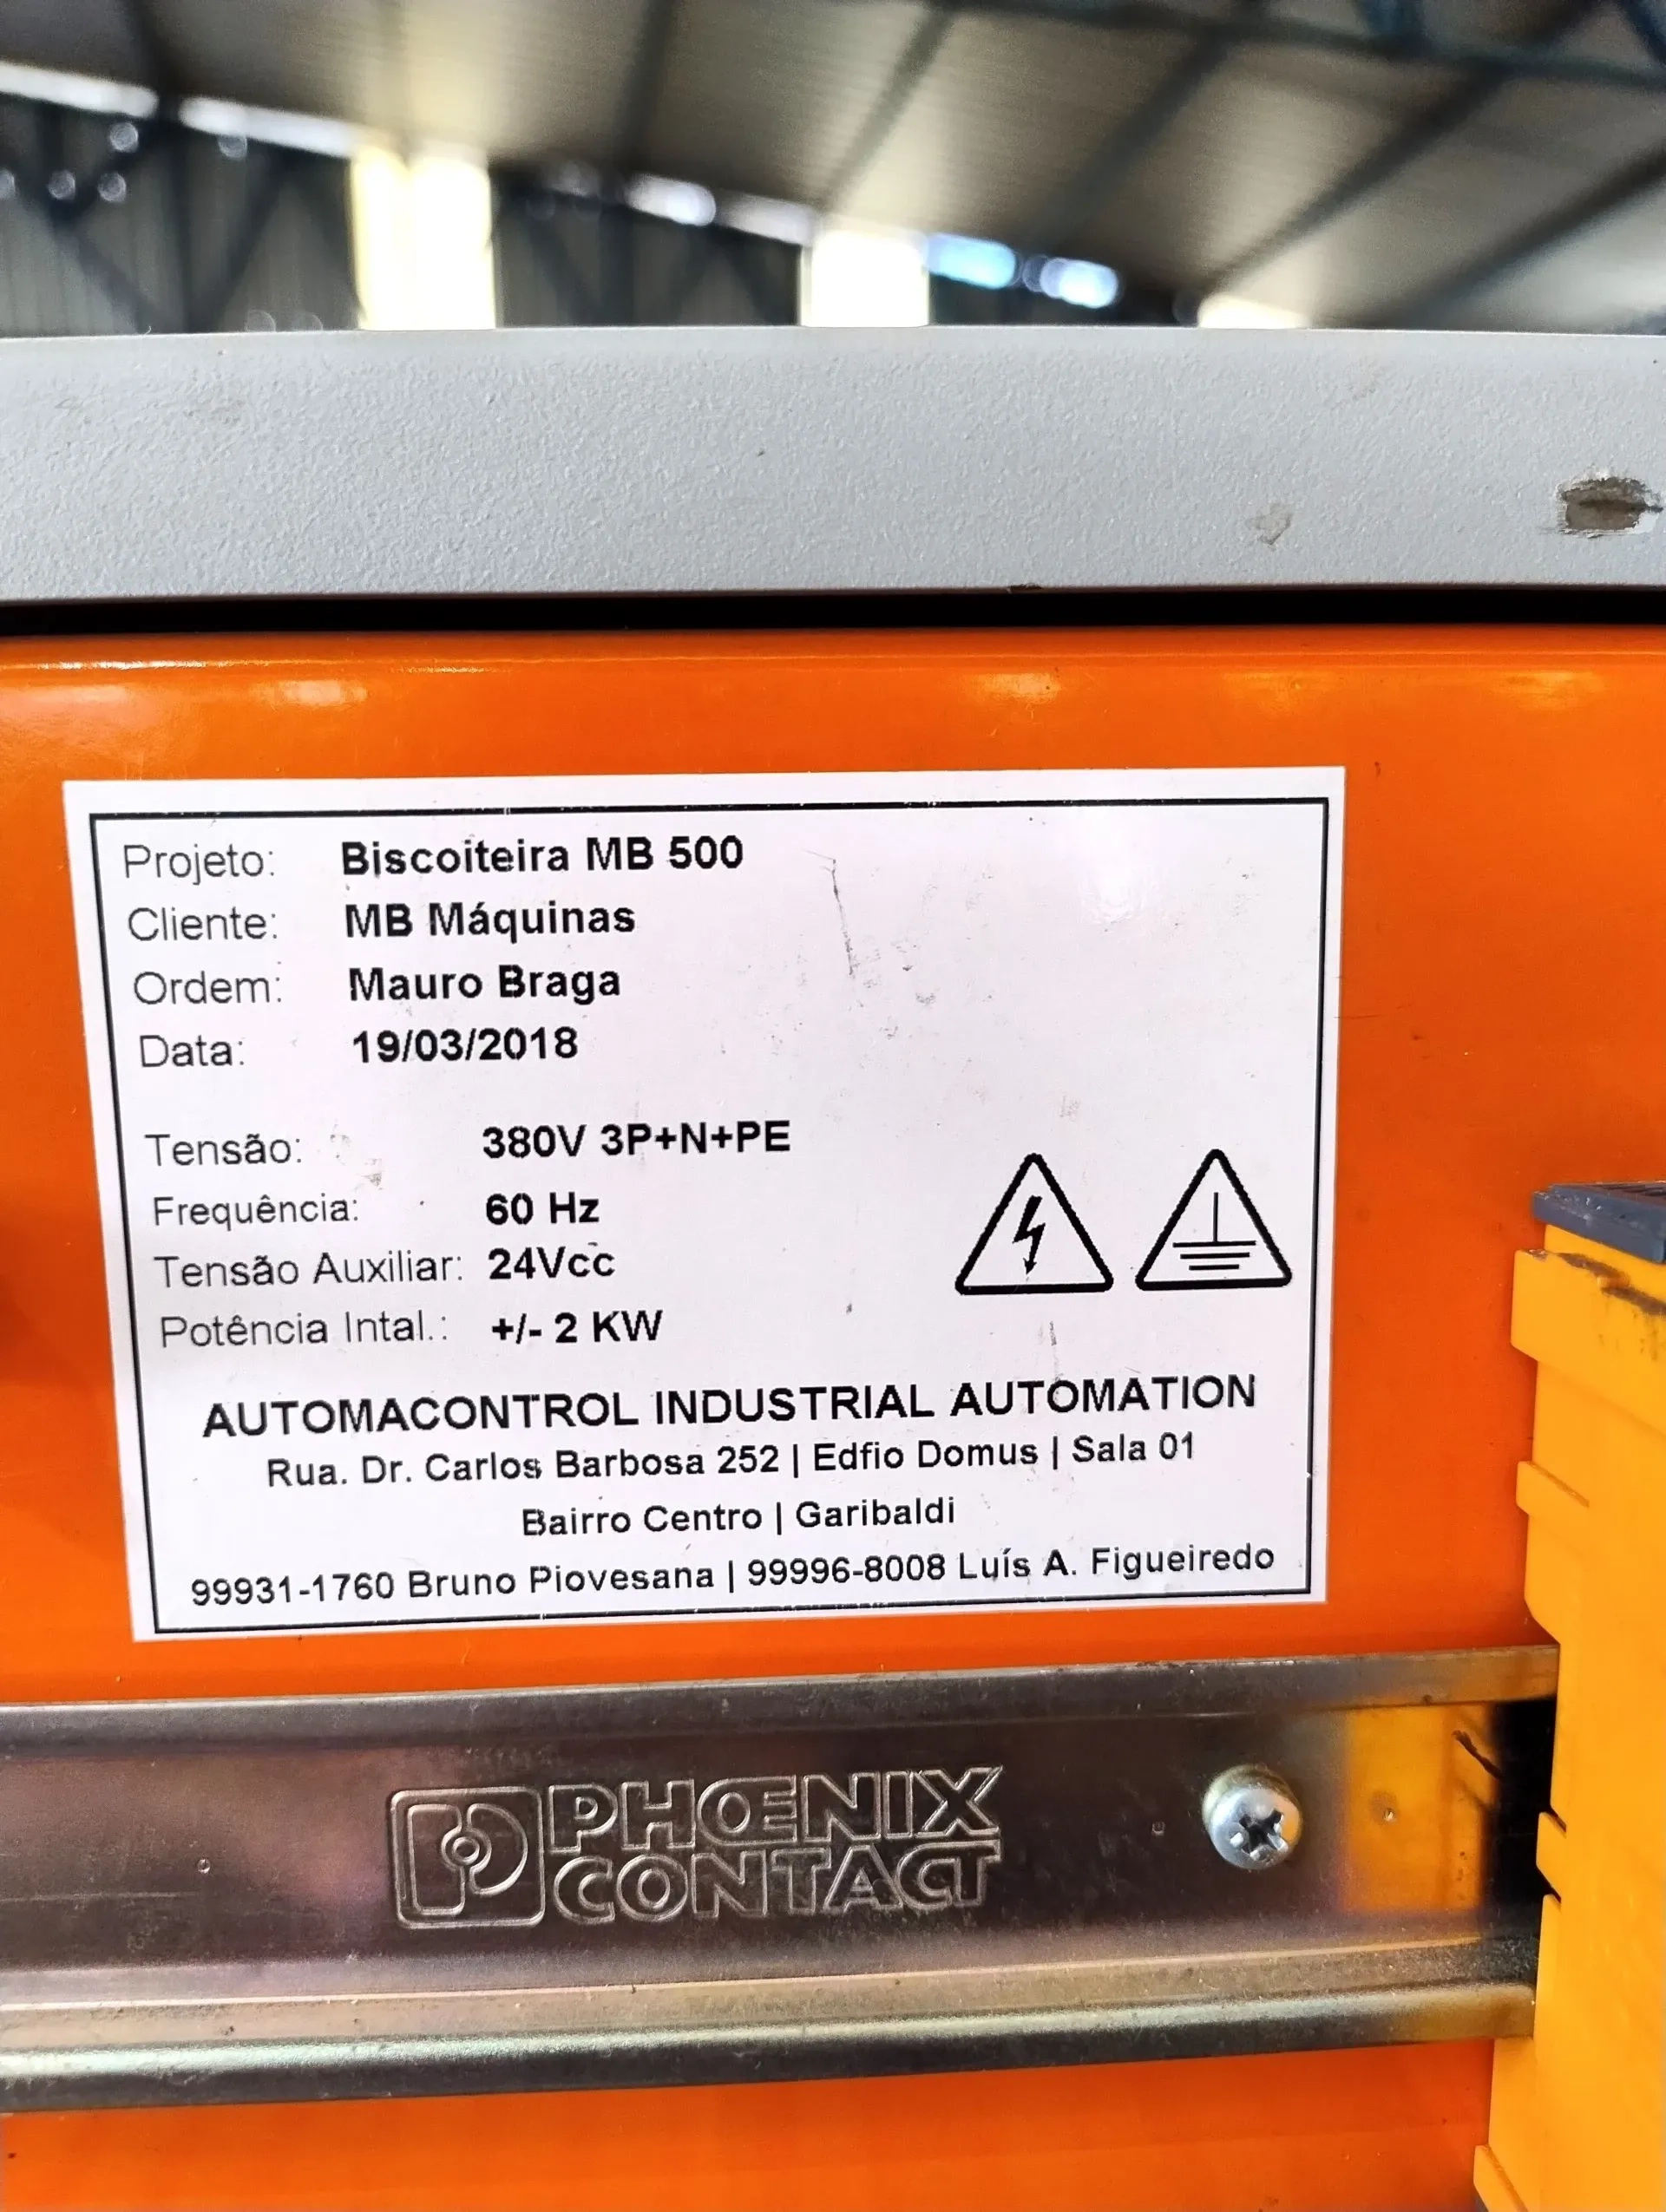 Projeto: Biscoiteira MB 500
Cliente: MB Máquinas
Ordem: Mauro Braga
Data: 19/03/2018
Tensão: 380V 3P+N+PE
Frequência: 60 Hz
Tensão Auxiliar: 24Vcc
Potência Intal.: +/- 2 KW
AUTOMACONTROL INDUSTRIAL AUTOMATION
Rua. Dr. Carlos Barbosa 252 | Edfio Domus | Sala 01
Bairro Centro | Garibaldi
99931-1760 Bruno Piovesana | 99996-8008 Luís A. Figueiredo
PHŒNIX
CONTACT